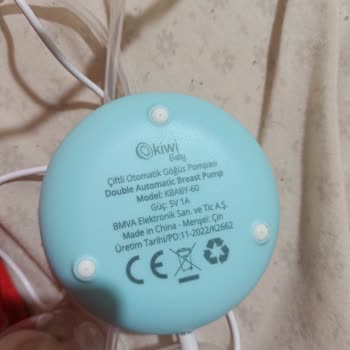 kiwi
Baby
Çiftli Otomatik Göğüs Pompası
Double Automatic Breast Pump
Model: KBABY-60
Güç: 5V 1A
BMVA Elektronik San. ve Tic A.Ş.
Made in China - Menşei: Çin
Üretim Tarihi/PD:11-2022/K2662
CE